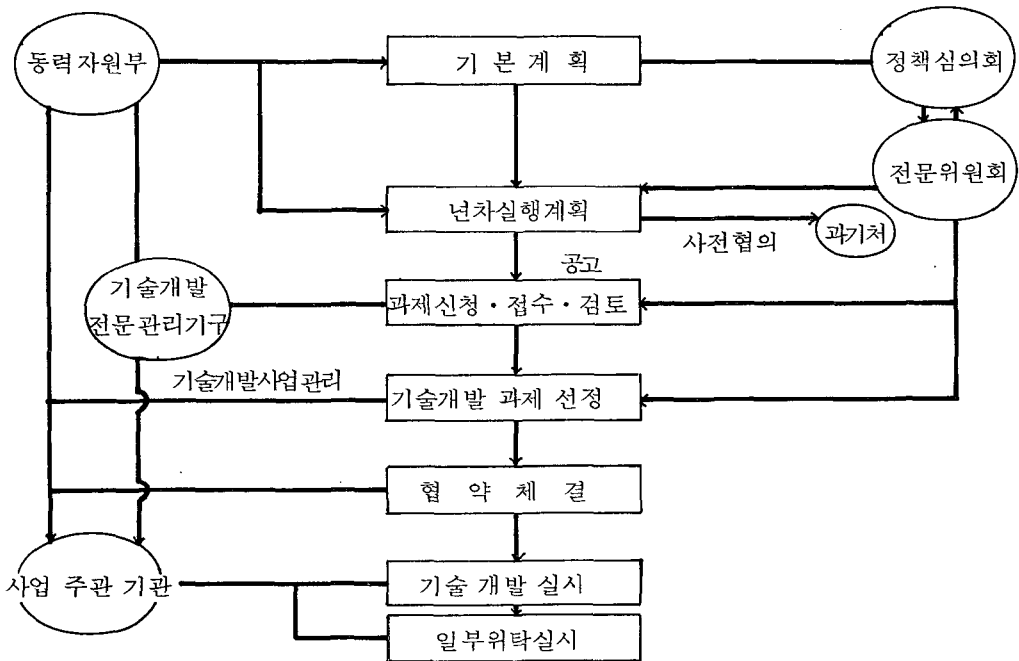 동력자원부
기 본 계 획
정책심의회
전문위원회
년차실행계획
사전협의
과기처
공고
기술개발
전문관리기구
과제신청·접수·검토
기술개발사업관리
기술개발 과제 선정
협 약 체 결
사업 주관 기관
기술 개발 실시
일부위탁실시